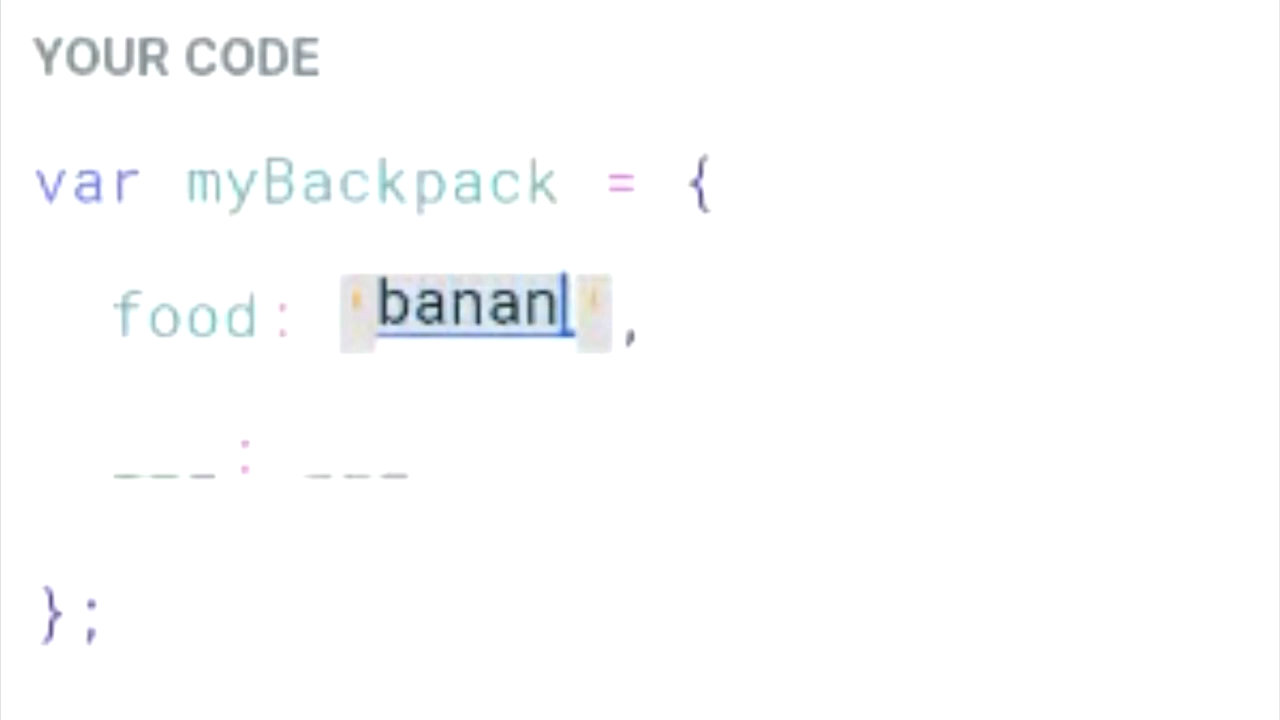 YOUR CODE
var myBackpack = {
food: 'banan',
___: ___
};